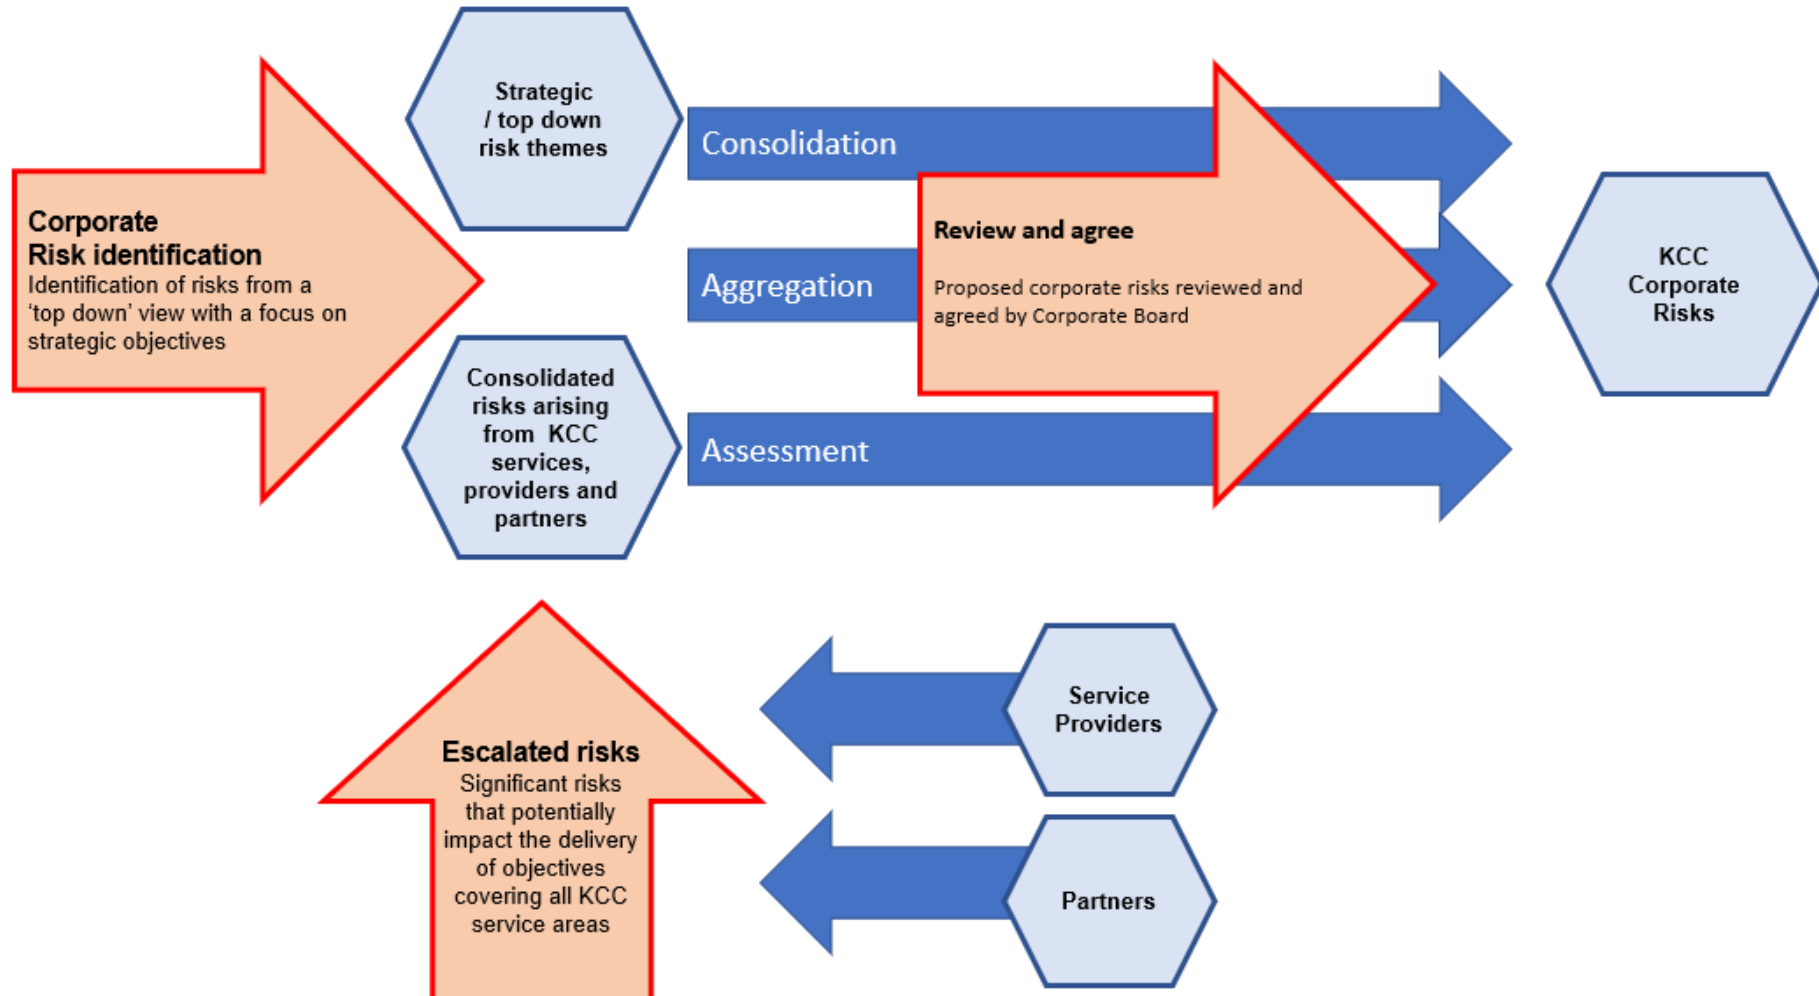 Strategic
/ top down
risk themes
Corporate
Risk identification
Identification of risks from a
‘top down’ view with a focus on
strategic objectives
Consolidated
risks arising
from KCC
services,
providers and
partners
Consolidation
Aggregation
Assessment
Review and agree
Proposed corporate risks reviewed and
agreed by Corporate Board
KCC
Corporate
Risks
Escalated risks
Significant risks
that potentially
impact the delivery
of objectives
covering all KCC
service areas
Service
Providers
Partners